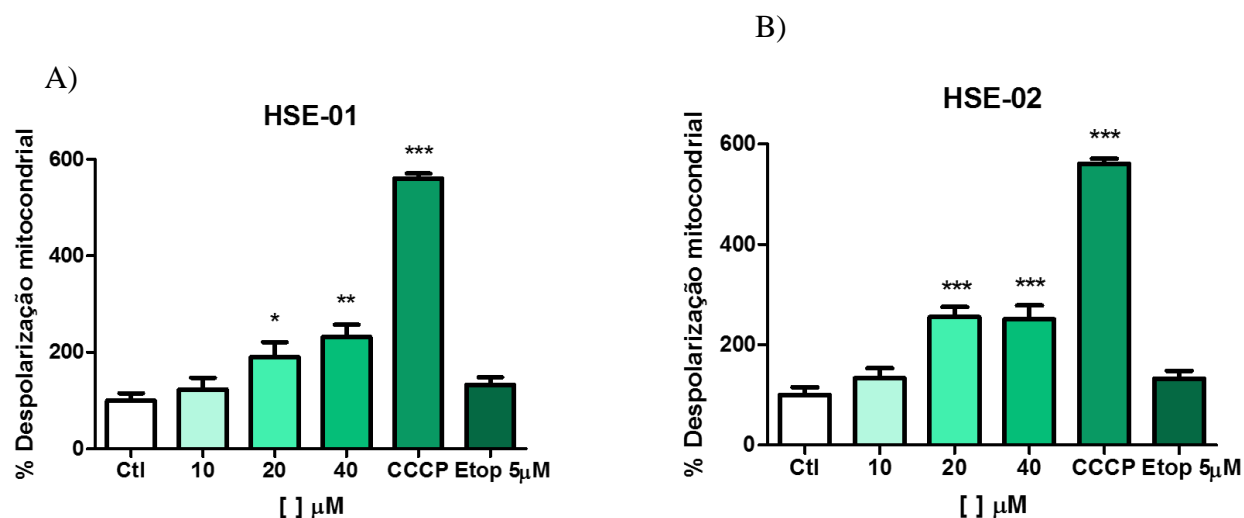 A)
HSE-01
% Despolarização mitocondrial
600
400
200
0
*
**
***
Ctl 10 20 40 CCCP Etop 5µM
[ ] µM
B)
HSE-02
% Despolarização mitocondrial
600
400
200
0
***
***
***
Ctl 10 20 40 CCCP Etop 5µM
[ ] µM